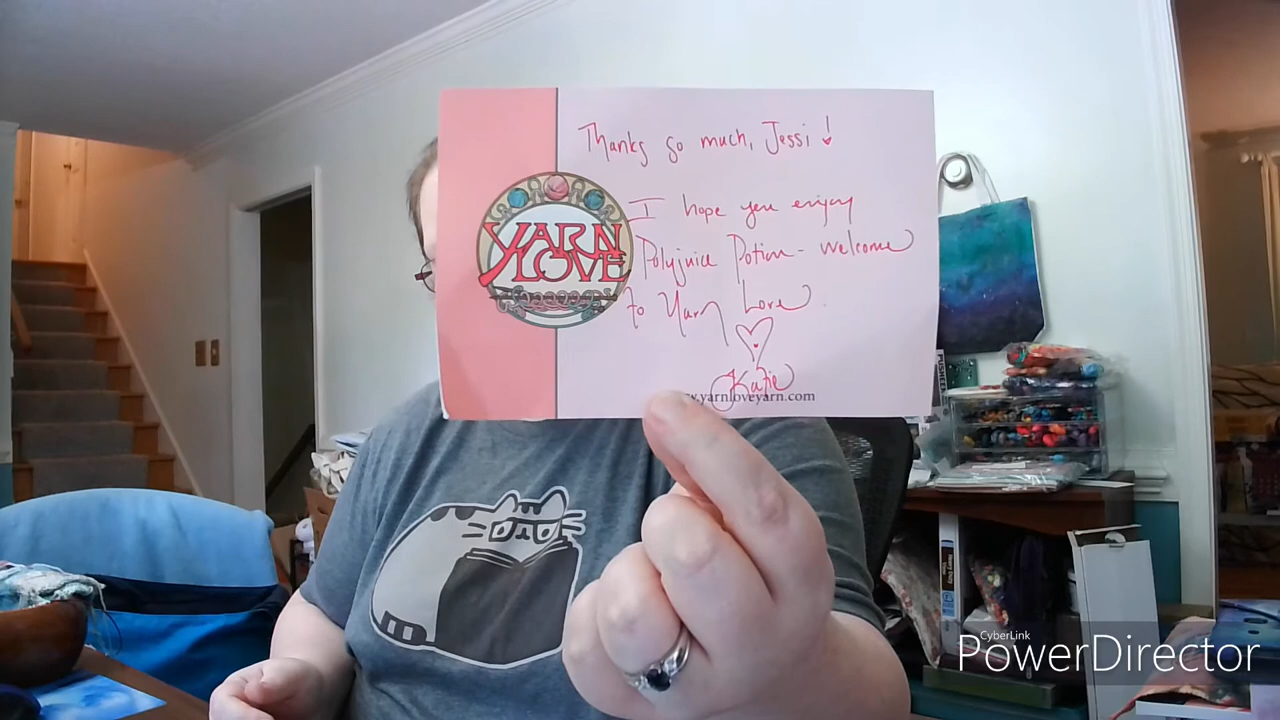 Thanks so much, Jessi!
I hope you enjoy
Polyjuice Potion - welcome
to Yarn Love
Katie
YARN
LOVE
w.yarnloveyarn.com
CyberLink
PowerDirector